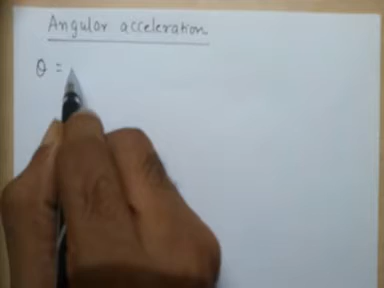 Angular acceleration
θ =